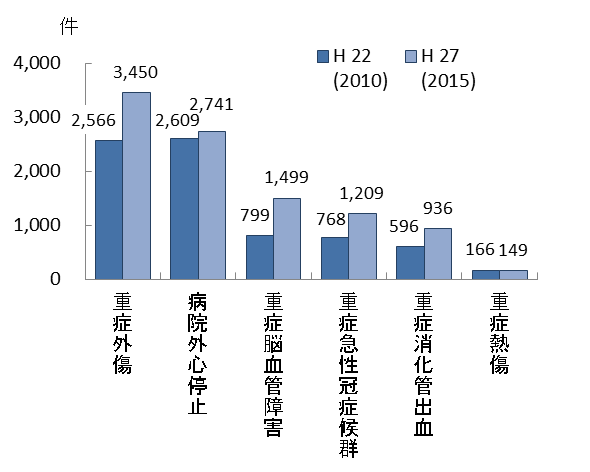 件
H 22
(2010)
H 27
(2015)
4,000
3,000
2,000
1,000
0
2,566
3,450
2,609
2,741
799
1,499
768
1,209
596
936
166
149
重症外傷
病院外心停止
重症脳血管障害
重症急性冠症候群
重症消化管出血
重症熱傷